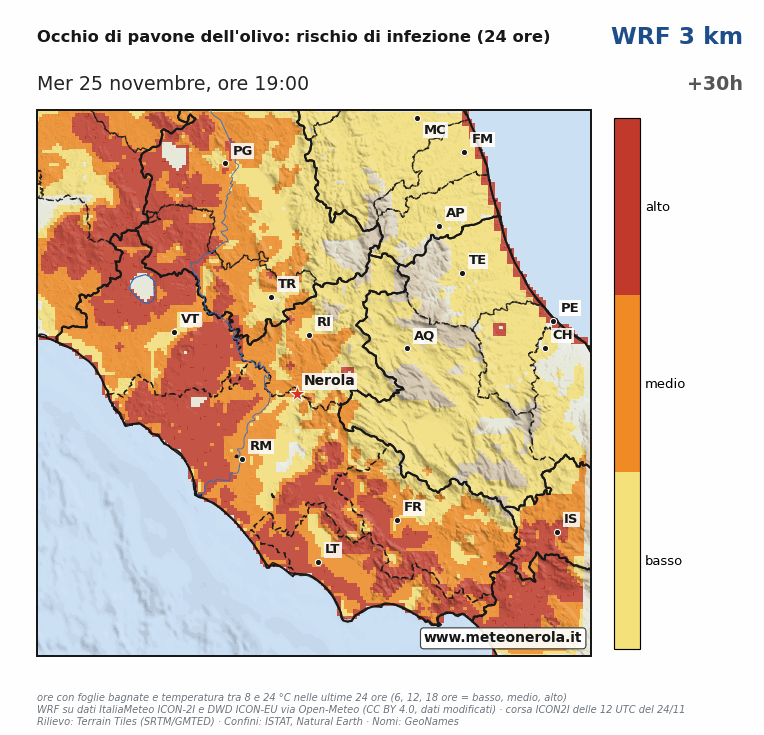 Occhio di pavone dell'olivo: rischio di infezione (24 ore)
WRF 3 km
Mer 25 novembre, ore 19:00
+30h
MC
FM
PG
AP
TE
TR
PE
VT
RI
CH
AQ
Nerola
RM
FR
IS
LT
www.meteonerola.it
alto
medio
basso
ore con foglie bagnate e temperatura tra 8 e 24 °C nelle ultime 24 ore (6, 12, 18 ore = basso, medio, alto)
WRF su dati ItaliaMeteo ICON-2I e DWD ICON-EU via Open-Meteo (CC BY 4.0, dati modificati) · corsa ICON2I delle 12 UTC del 24/11
Rilievo: Terrain Tiles (SRTM/GMTED) · Confini: ISTAT, Natural Earth · Nomi: GeoNames